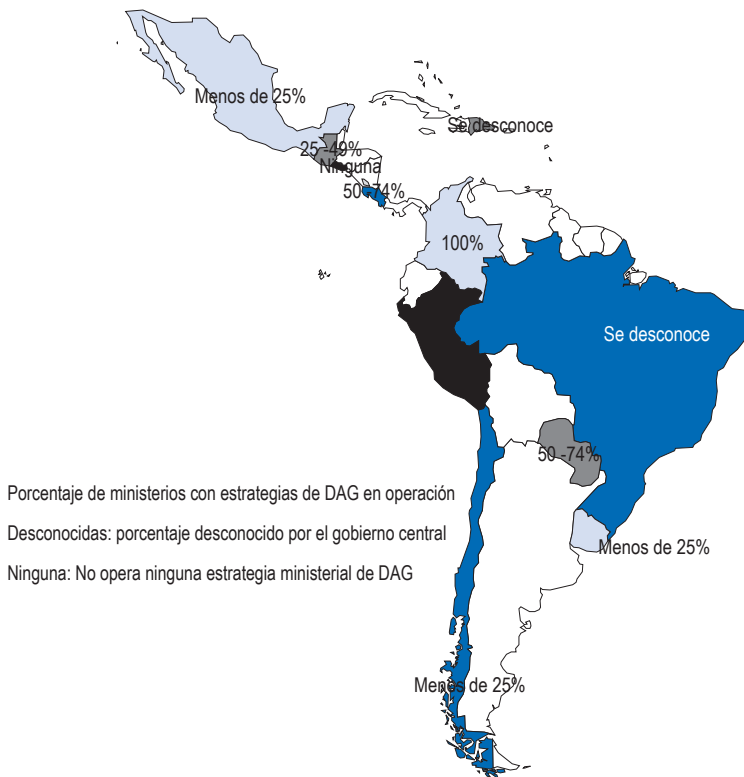 Menos de 25%
Se desconoce
25 -49%
Ninguna
50 -74%
100%
Se desconoce
50 -74%
Porcentaje de ministerios con estrategias de DAG en operación
Desconocidas: porcentaje desconocido por el gobierno central
Menos de 25%
Ninguna: No opera ninguna estrategia ministerial de DAG
Menos de 25%